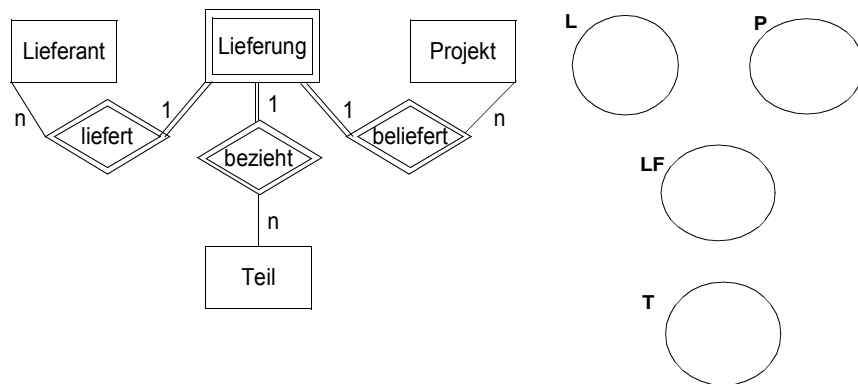 L P
Lieferant Lieferung Projekt
n 1 1 1 n
liefert bezieht beliefert
LF
n
Teil
T